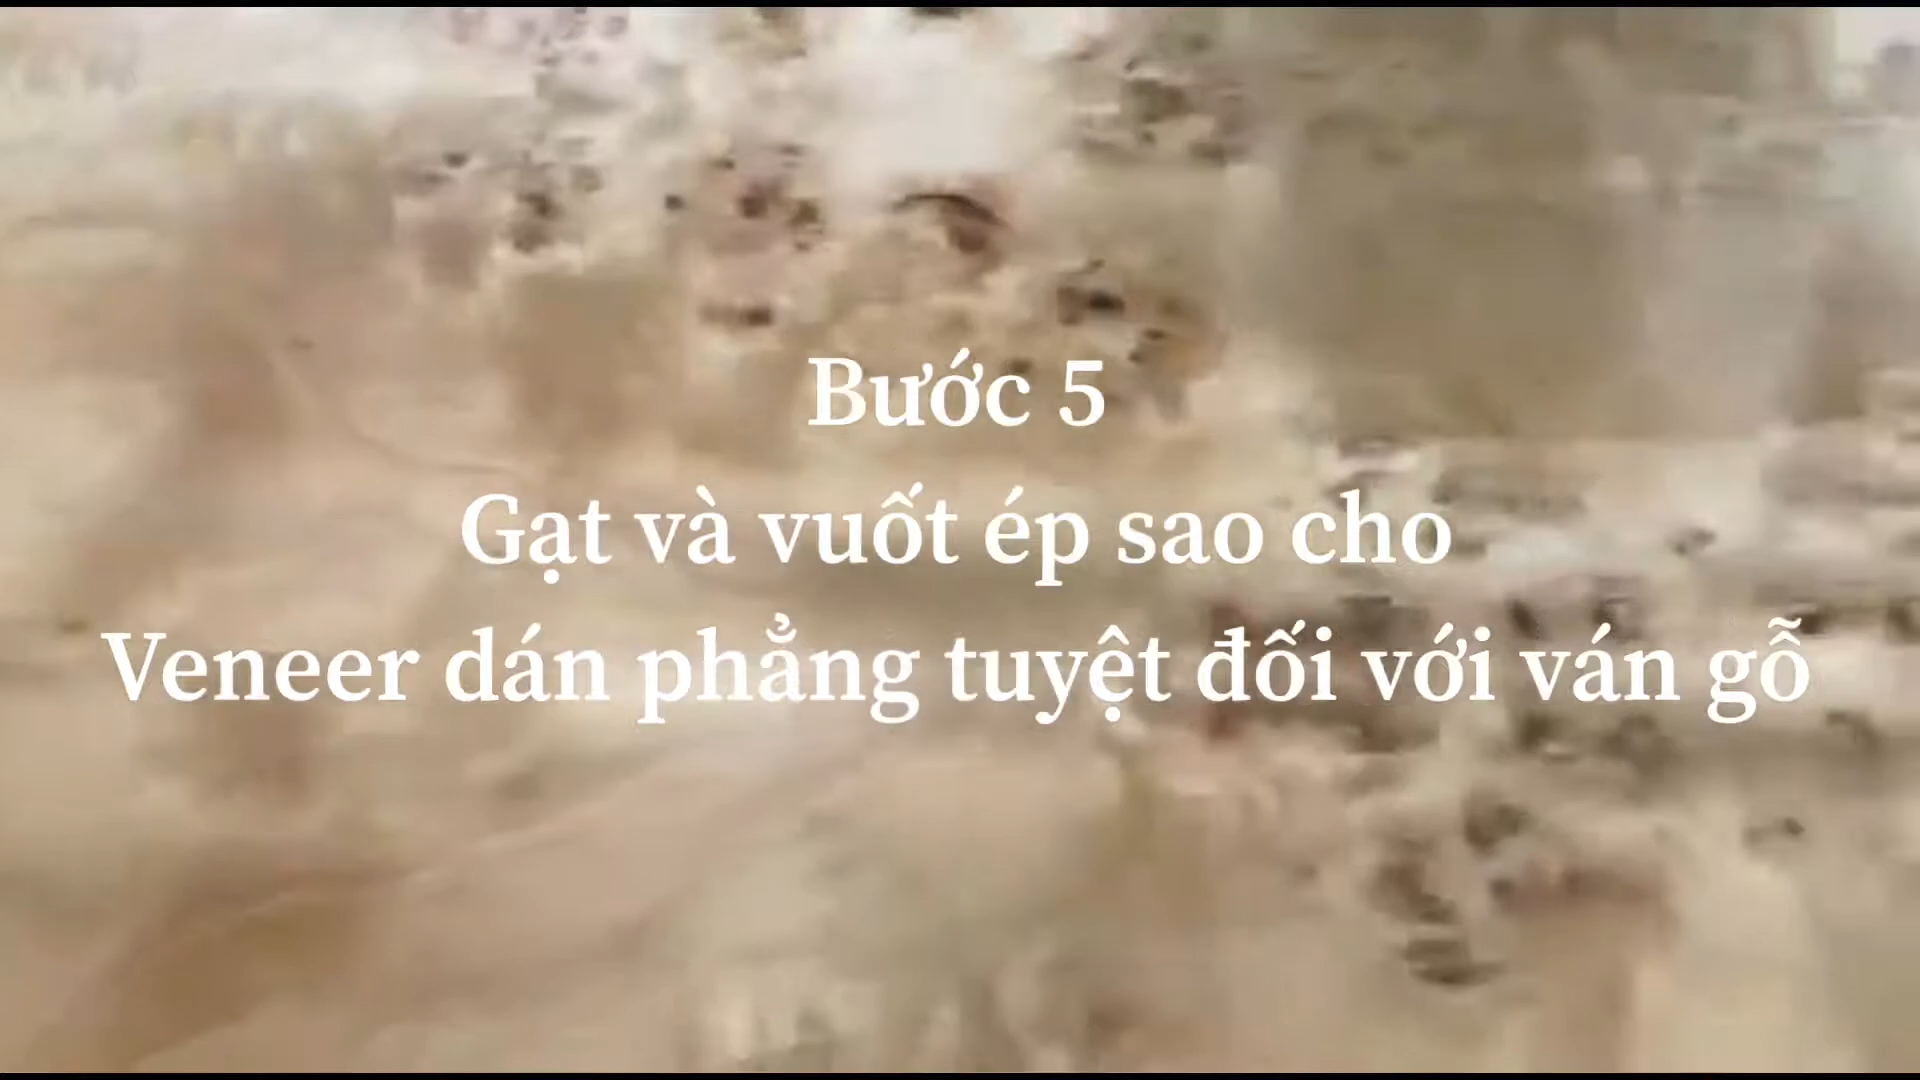 Bước 5
Gạt và vuốt ép sao cho
Veneer dán phẳng tuyệt đối với ván gỗ